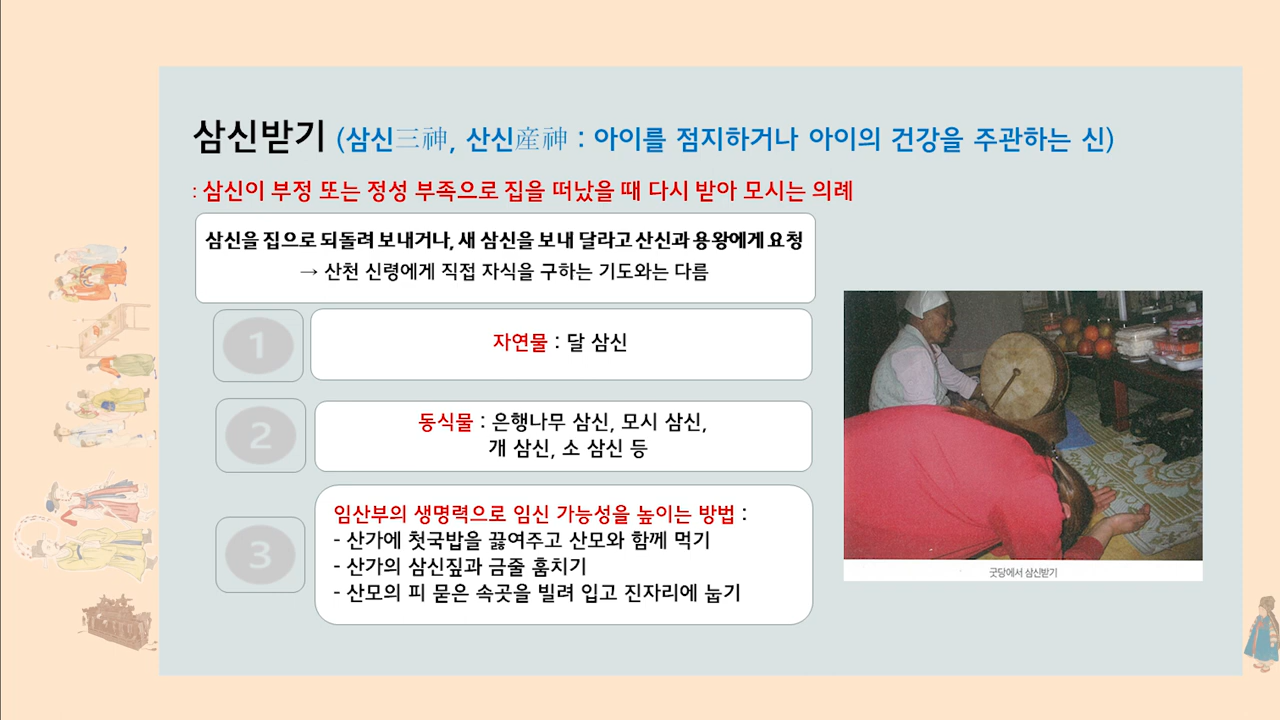 삼신받기 (삼신三神, 산신産神 : 아이를 점지하거나 아이의 건강을 주관하는 신)
: 삼신이 부정 또는 정성 부족으로 집을 떠났을 때 다시 받아 모시는 의례
삼신을 집으로 되돌려 보내거나, 새 삼신을 보내 달라고 산신과 용왕에게 요청
→ 산천 신령에게 직접 자식을 구하는 기도와는 다름
1
자연물 : 달 삼신
2
동식물 : 은행나무 삼신, 모시 삼신,
개 삼신, 소 삼신 등
3
임산부의 생명력으로 임신 가능성을 높이는 방법 :
- 산가에 첫국밥을 끓여주고 산모와 함께 먹기
- 산가의 삼신짚과 금줄 훔치기
- 산모의 피 묻은 속곳을 빌려 입고 진자리에 눕기
굿당에서 삼신받기